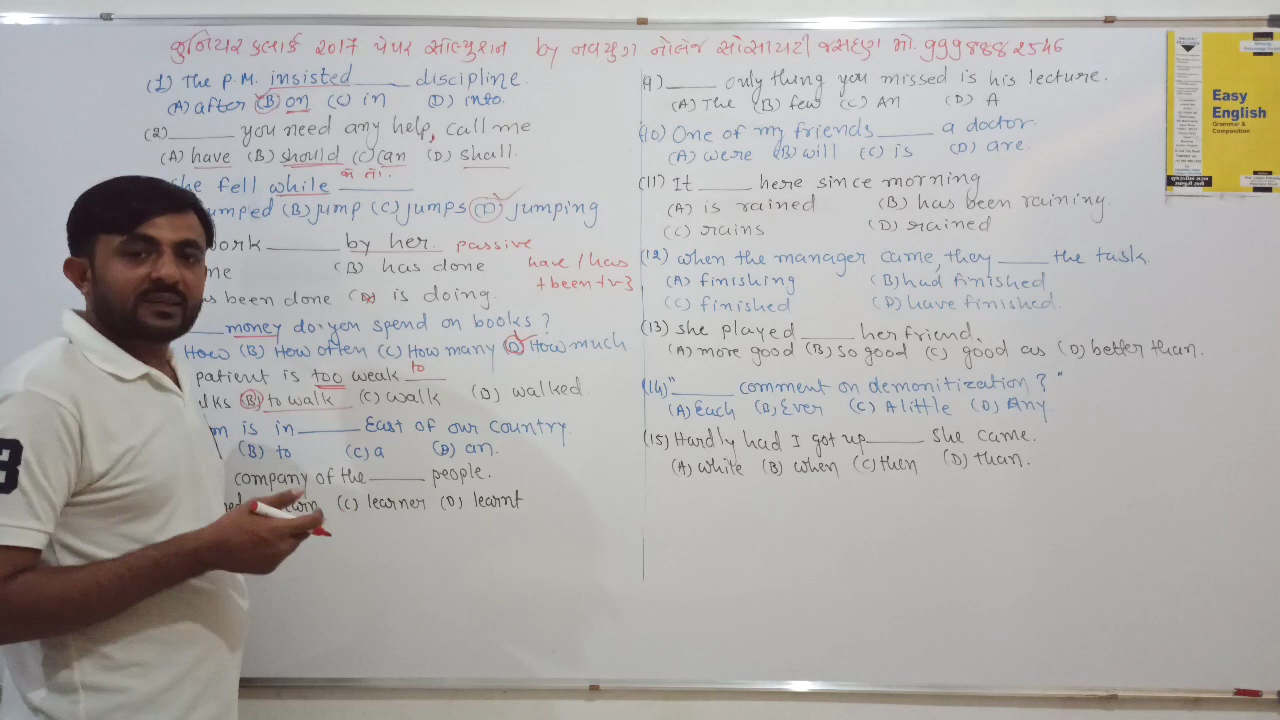 જુનિયર ક્લાર્ક ૨૦૧૭ પેપર સોલ્યુશન by નવયુગ નોલેજ સોસાયટી જસદણ મો. ૯૯૧૮૮૮૨૫૫૬
(1) The P.M. insisted ____ discipline.
(A) after (B) on (C) in (D) into.
(2) ____ you need any help, call me
(A) have (B) should (C) can (D) shall.
જો તો.
she fell while ____
jumped (B) jump (C) jumps (D) jumping
work ____ by her. passive
(B) has done have / has
+been+v3
been done (D) is doing.
____ money do you spend on books?
How (B) How often (C) How many (D) How much
to
patient is too weak ____
(B) to walk (C) walk (D) walked
is in ____ East of our country.
(B) to (C) a (D) an.
company of the ____ people.
(C) learner (D) learnt
____ thing you missed is his lecture.
(A) The (B) few (C) An (D) A
(10) One of my friends ____ a doctor.
(A) were (B) will (C) is (D) are.
(11) It ____ here since morning
(A) is rained (B) has been raining.
(C) rains (D) rained
(12) when the manager came, they ____ the task
(A) finishing (B) had finished
(C) finished (D) have finished.
(13) she played ____ her friend.
(A) more good (B) so good (C) good as (D) better than.
(14) "____ comment on demonitization ? "
(A) Each (B) Ever (C) A little (D) Any
(15) Hardly had I got up ____ she came.
(A) white (B) when (C) then (D) than.
Easy
English
Grammar &
Composition